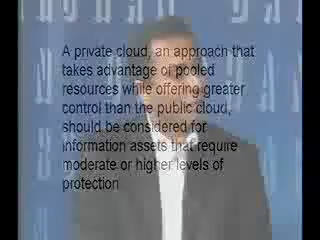 A private cloud, an approach that
takes advantage of pooled
resources while offering greater
control than the public cloud,
should be considered for
information assets that require
moderate or higher levels of
protection